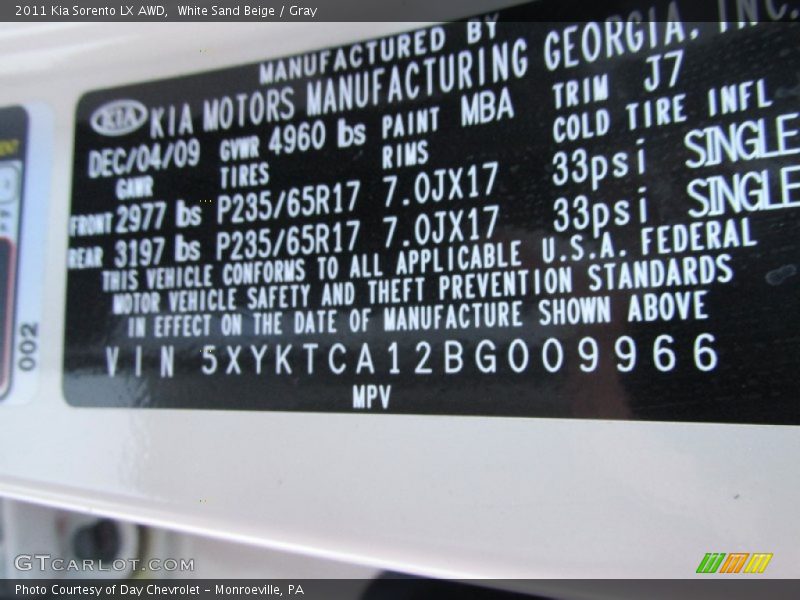 2011 Kia Sorento LX AWD, White Sand Beige / Gray
MANUFACTURED BY
KIA KIA MOTORS MANUFACTURING GEORGIA, INC.
DEC/04/09 GVWR 4960 lbs PAINT MBA TRIM J7
GAWR TIRES RIMS COLD TIRE INFL
FRONT 2977 lbs P235/65R17 7.0JX17 33psi SINGLE
REAR 3197 lbs P235/65R17 7.0JX17 33psi SINGLE
THIS VEHICLE CONFORMS TO ALL APPLICABLE U.S.A. FEDERAL
MOTOR VEHICLE SAFETY AND THEFT PREVENTION STANDARDS
IN EFFECT ON THE DATE OF MANUFACTURE SHOWN ABOVE
VIN 5XYKTCA12BG009966
MPV
002
GTCARLOT.COM
Photo Courtesy of Day Chevrolet - Monroeville, PA